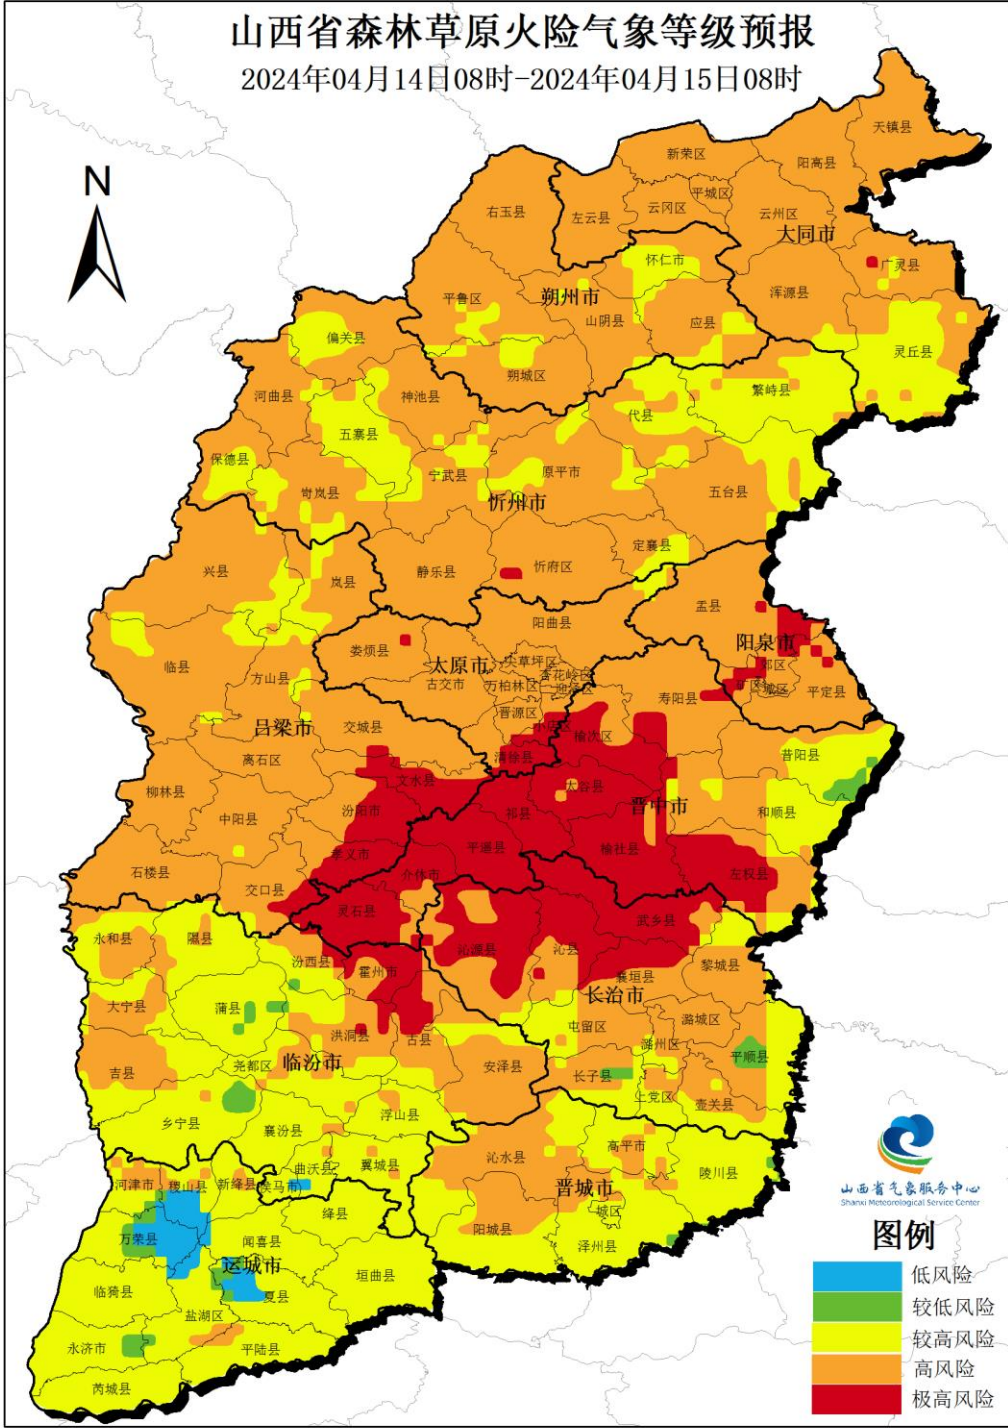 山西省森林草原火险气象等级预报
2024年04月14日08时-2024年04月15日08时
N
天镇县
新荣区
阳高县
平城区
右玉县
左云县
云冈区
云州区
大同市
怀仁市
广灵县
平鲁区
朔州市
浑源县
山阴县
应县
偏关县
灵丘县
朔城区
河曲县
神池县
繁峙县
代县
五寨县
保德县
宁武县
原平市
岢岚县
五台县
忻州市
定襄县
兴县
岚县
静乐县
忻府区
盂县
阳曲县
阳泉市
娄烦县
太原市
尖草坪区
杏花岭区
郊区
临县
方山县
古交市
万柏林区
迎泽区
矿区
城区
平定县
寿阳县
晋源区
吕梁市
交城县
小店区
榆次区
清徐县
昔阳县
离石区
文水县
太谷县
柳林县
汾阳市
晋中市
中阳县
祁县
和顺县
孝义市
平遥县
榆社县
石楼县
介休市
左权县
交口县
灵石县
武乡县
永和县
隰县
沁源县
沁县
汾西县
霍州市
襄垣县
黎城县
长治市
大宁县
蒲县
屯留区
潞城区
洪洞县
古县
潞州区
平顺县
吉县
尧都区
临汾市
安泽县
长子县
上党区
壶关县
乡宁县
襄汾县
浮山县
高平市
沁水县
陵川县
曲沃县
翼城县
河津市
稷山县
新绛县
侯马市
晋城市
城区
绛县
阳城县
万荣县
闻喜县
泽州县
运城市
垣曲县
临猗县
夏县
盐湖区
永济市
平陆县
芮城县
山西省气象服务中心
Shanxi Meteorological Service Center
图例
低风险
较低风险
较高风险
高风险
极高风险